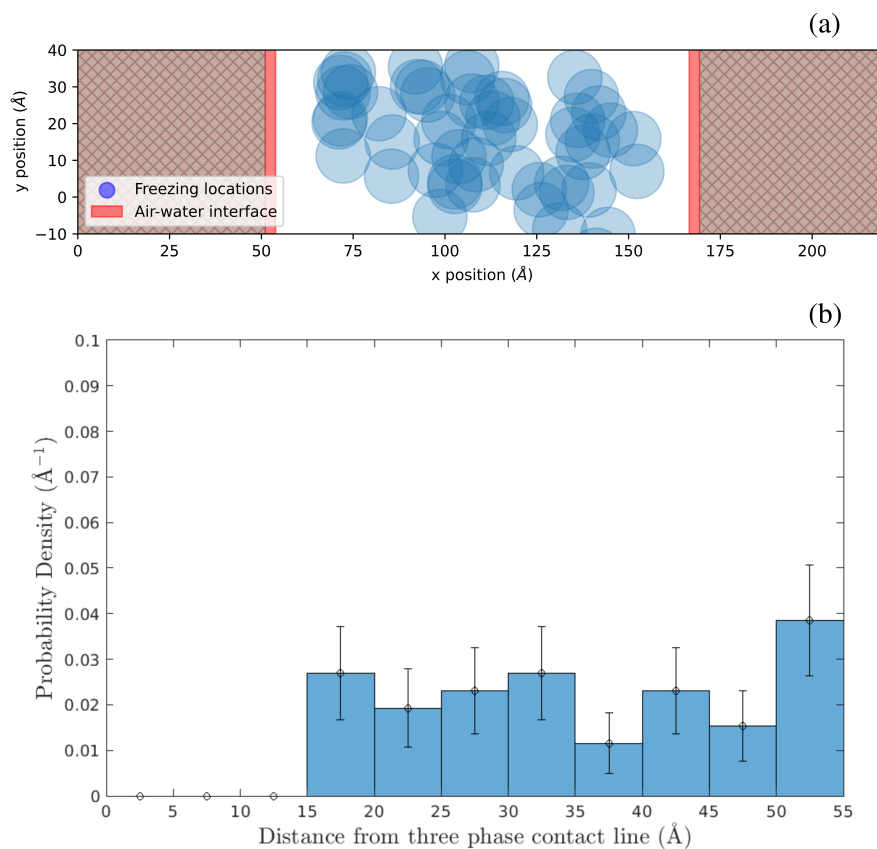 (a)
40
30
20
10
0
−10
y position (Å)
Freezing locations
Air-water interface
0 25 50 75 100 125 150 175 200
x position (Å)
(b)
0.1
0.09
0.08
0.07
0.06
0.05
0.04
0.03
0.02
0.01
0
Probability Density (Å⁻¹)
0 5 10 15 20 25 30 35 40 45 50 55
Distance from three phase contact line (Å)